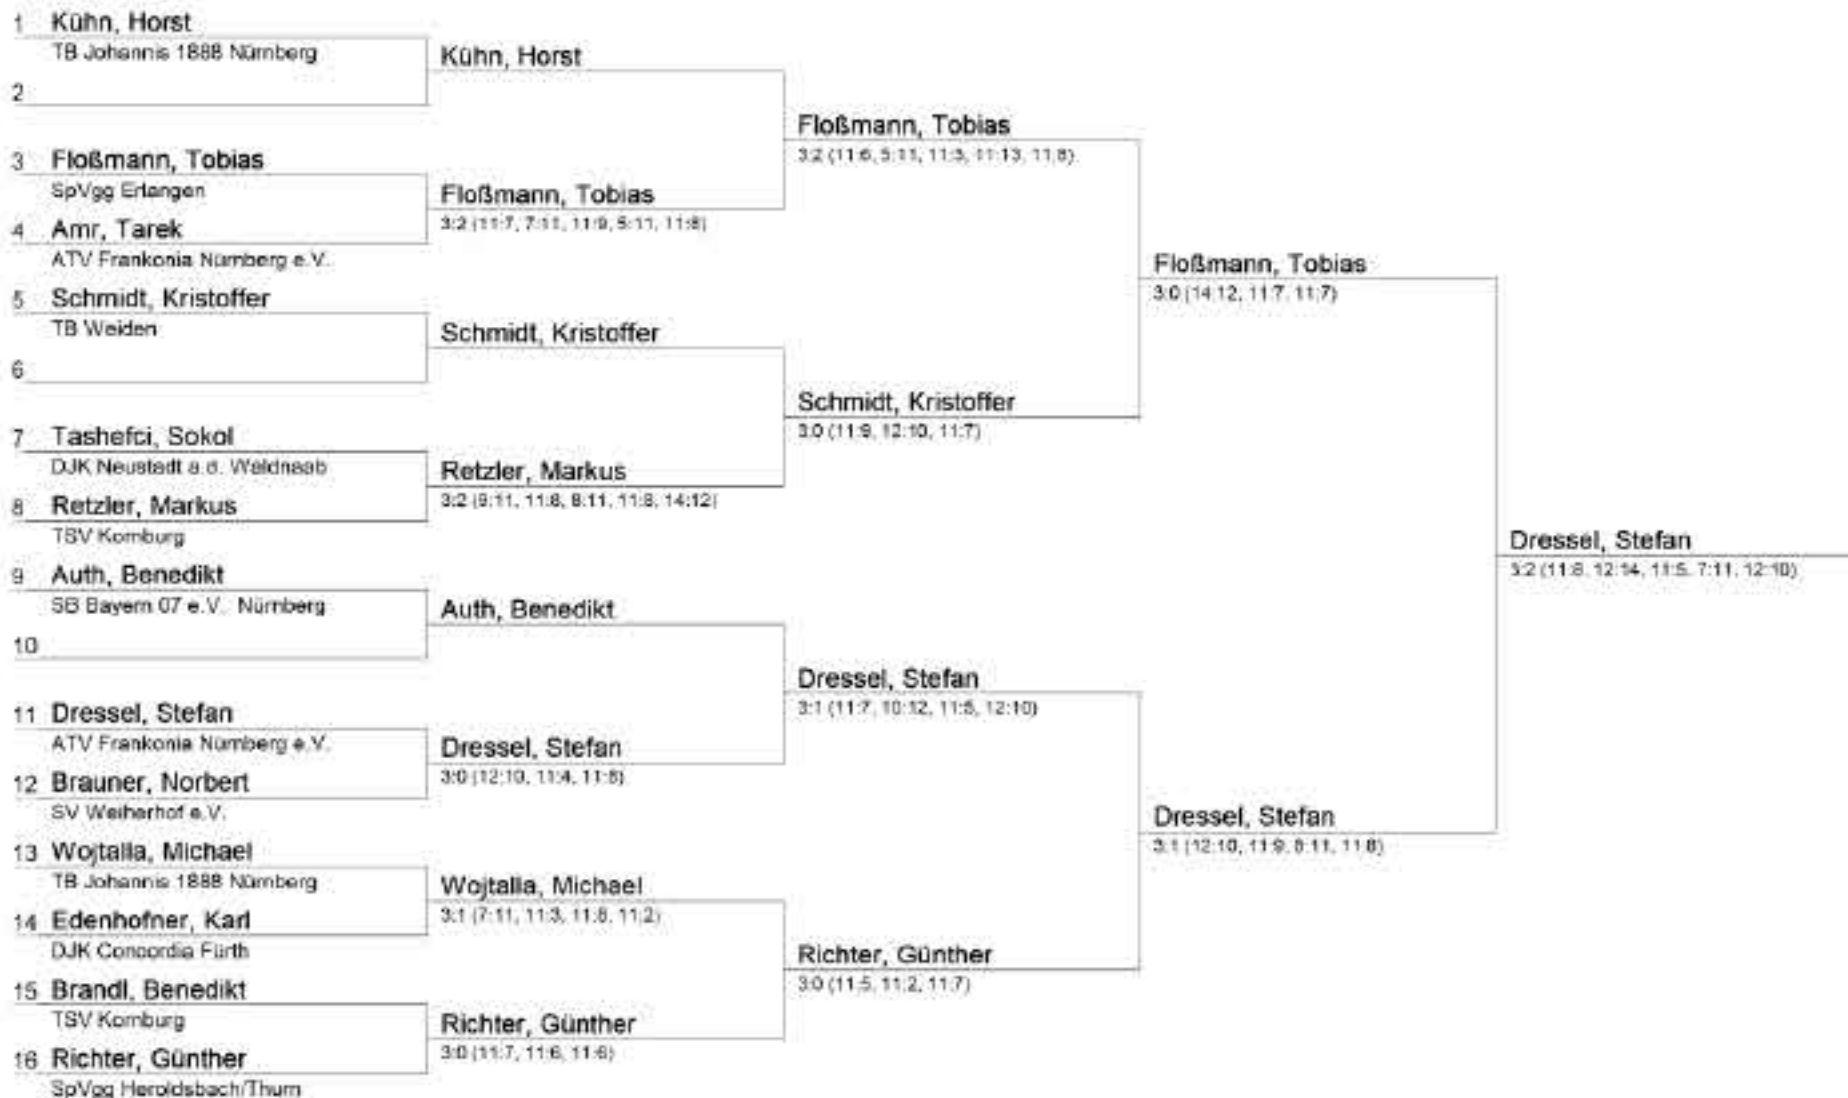 1 Kühn, Horst
TB Johannis 1888 Nürnberg
2
3 Floßmann, Tobias
SpVgg Erlangen
4 Amr, Tarek
ATV Frankonia Nürnberg e.V.
5 Schmidt, Kristoffer
TB Weiden
6
7 Tashefci, Sokol
DJK Neustadt a.d. Waldnaab
8 Retzler, Markus
TSV Kornburg
9 Auth, Benedikt
SB Bayern 07 e.V. Nürnberg
10
11 Dressel, Stefan
ATV Frankonia Nürnberg e.V.
12 Brauner, Norbert
SV Weiherhof e.V.
13 Wojtalla, Michael
TB Johannis 1888 Nürnberg
14 Edenhofner, Karl
DJK Concordia Fürth
15 Brandl, Benedikt
TSV Kornburg
16 Richter, Günther
SpVgg Heroldsbach/Thurn
Kühn, Horst
Floßmann, Tobias
3:2 (11:7, 7:11, 11:9, 5:11,
Schmidt, Kristoffer
Retzler, Markus
3:2 (9:11, 11:8, 8:11, 11:8, 14:12)
Auth, Benedikt
Dressel, Stefan
3:0 (12:10, 11:4,
Wojtalla, Michael
3:1 (7:11, 11:3, 11:8, 11:2)
Richter, Günther
3:0 (11:7, 11:6, 11:6)
Floßmann, Tobias
3:2 (11:6, 5:11, 11:13, 11:8)
Schmidt, Kristoffer
3:0 (11:9, 12:10, 11:7)
Dressel, Stefan
3:1 (11:7, 10:12, 12:10)
Richter, Günther
3:0 (11:5, 11:2, 11:7)
Floßmann, Tobias
3:0 (14:12, 11:7, 11:7)
Dressel, Stefan
3:1 (12:10, 11:9, 11:8)
Dressel, Stefan
3:2 (11:8, 12:14, 11:5, 7:11, 12:10)